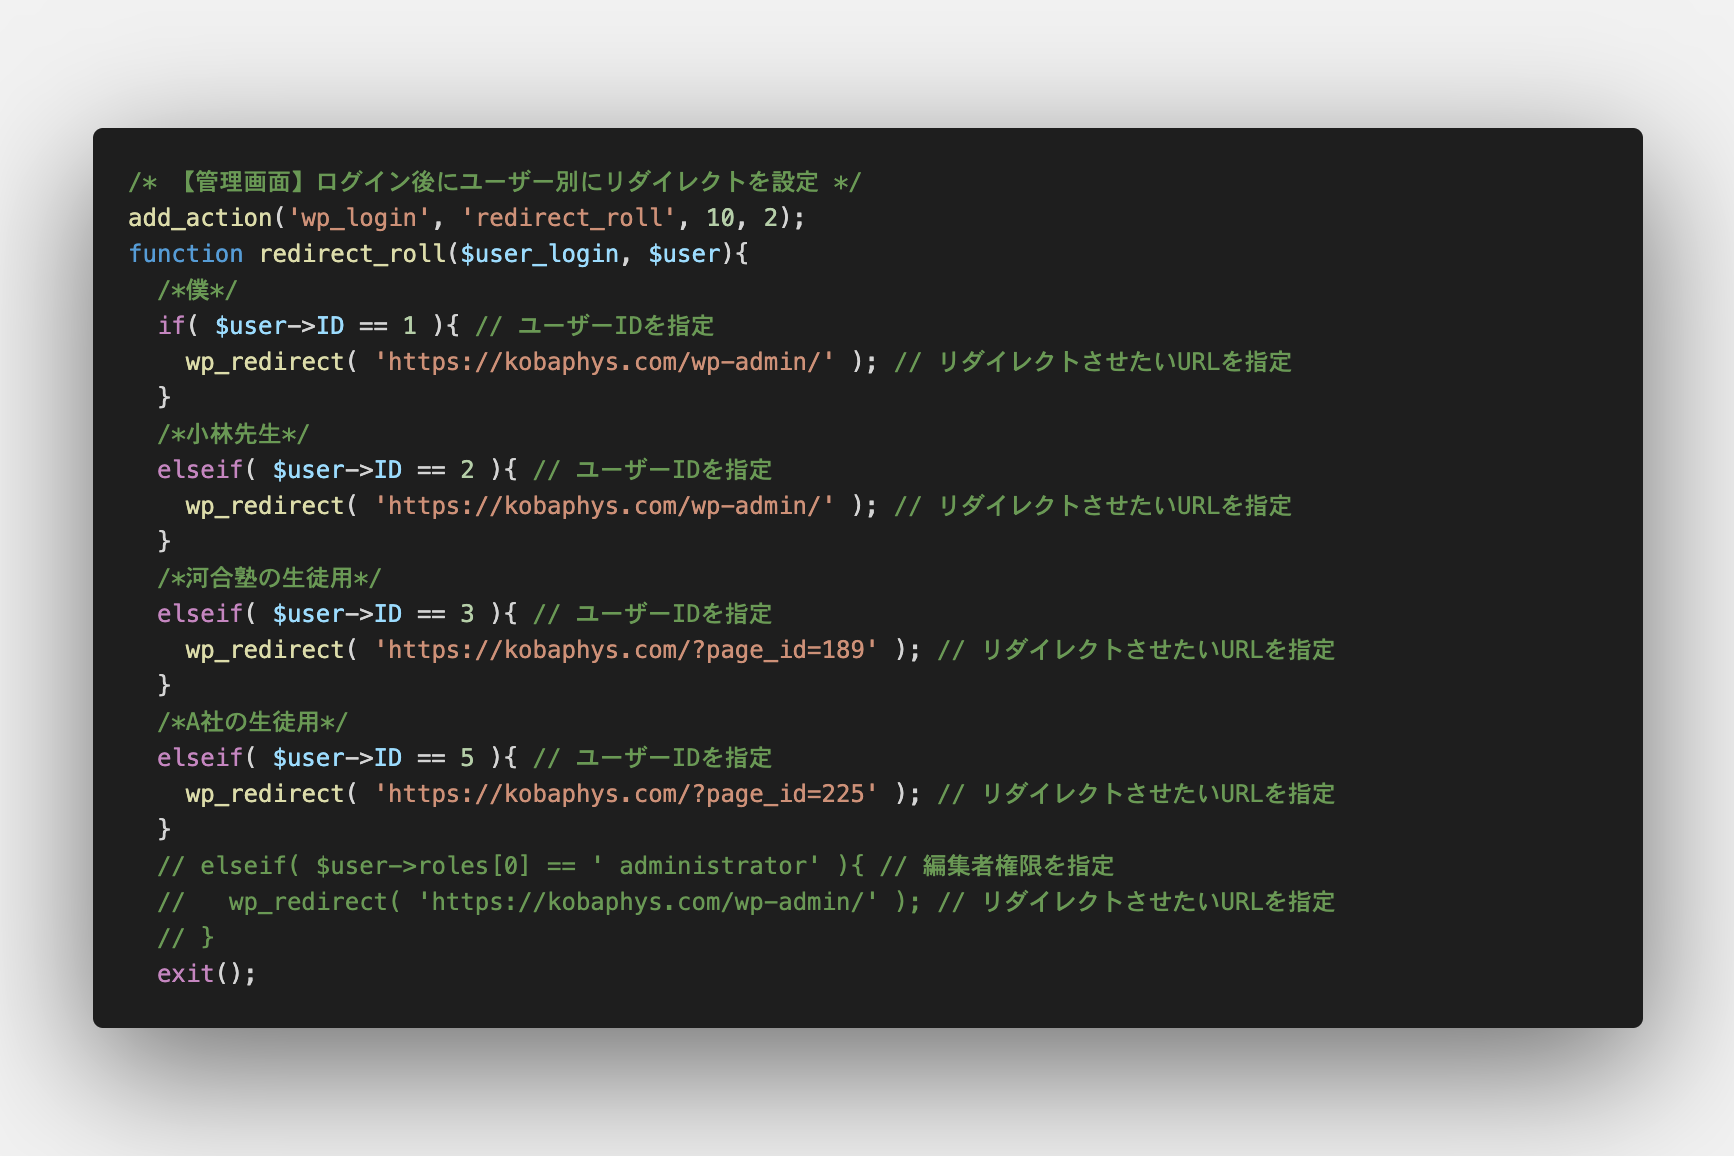 /* 【管理画面】ログイン後にユーザー別にリダイレクトを設定 */
add_action('wp_login', 'redirect_roll', 10, 2);
function redirect_roll($user_login, $user){
  /*僕*/
  if( $user->ID == 1 ){ // ユーザーIDを指定
    wp_redirect( 'https://kobaphys.com/wp-admin/' ); // リダイレクトさせたいURLを指定
  }
  /*小林先生*/
  elseif( $user->ID == 2 ){ // ユーザーIDを指定
    wp_redirect( 'https://kobaphys.com/wp-admin/' ); // リダイレクトさせたいURLを指定
  }
  /*河合塾の生徒用*/
  elseif( $user->ID == 3 ){ // ユーザーIDを指定
    wp_redirect( 'https://kobaphys.com/?page_id=189' ); // リダイレクトさせたいURLを指定
  }
  /*A社の生徒用*/
  elseif( $user->ID == 5 ){ // ユーザーIDを指定
    wp_redirect( 'https://kobaphys.com/?page_id=225' ); // リダイレクトさせたいURLを指定
  }
  // elseif( $user->roles[0] == ' administrator' ){ // 編集者権限を指定
  //   wp_redirect( 'https://kobaphys.com/wp-admin/' ); // リダイレクトさせたいURLを指定
  // }
  exit();